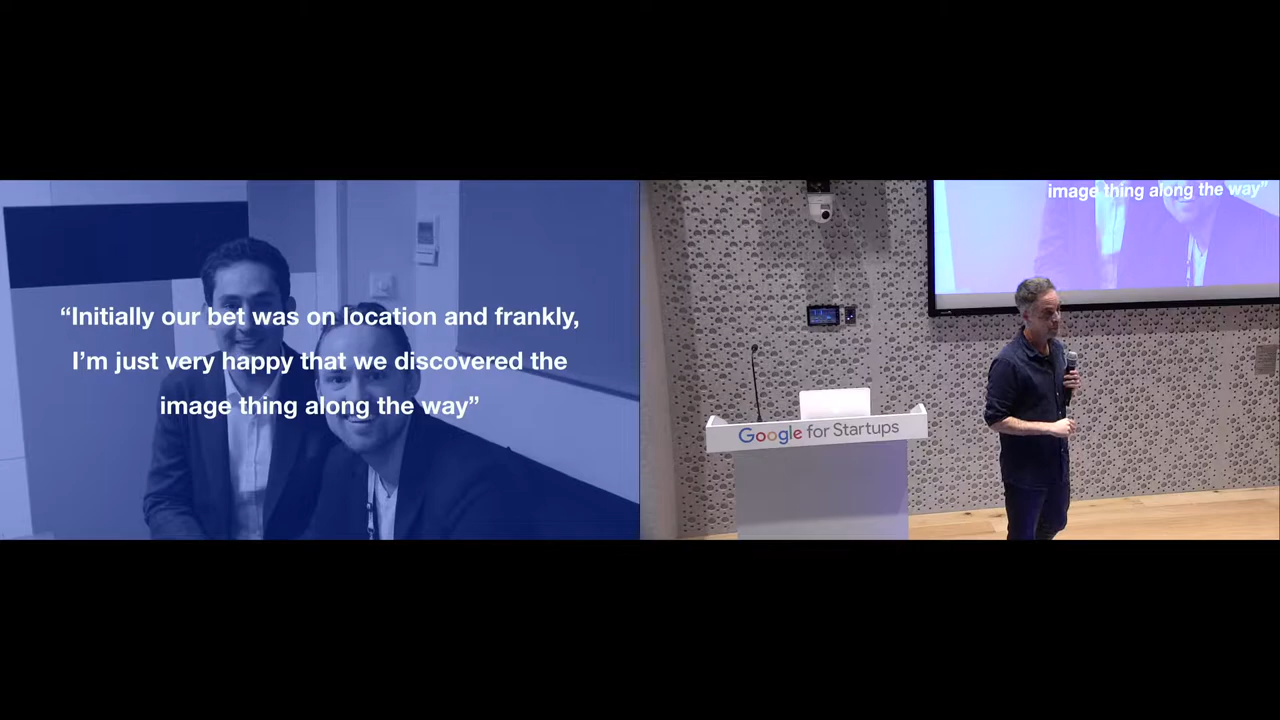 “Initially our bet was on location and frankly,
I’m just very happy that we discovered the
image thing along the way”
image thing along the way”
Google for Startups